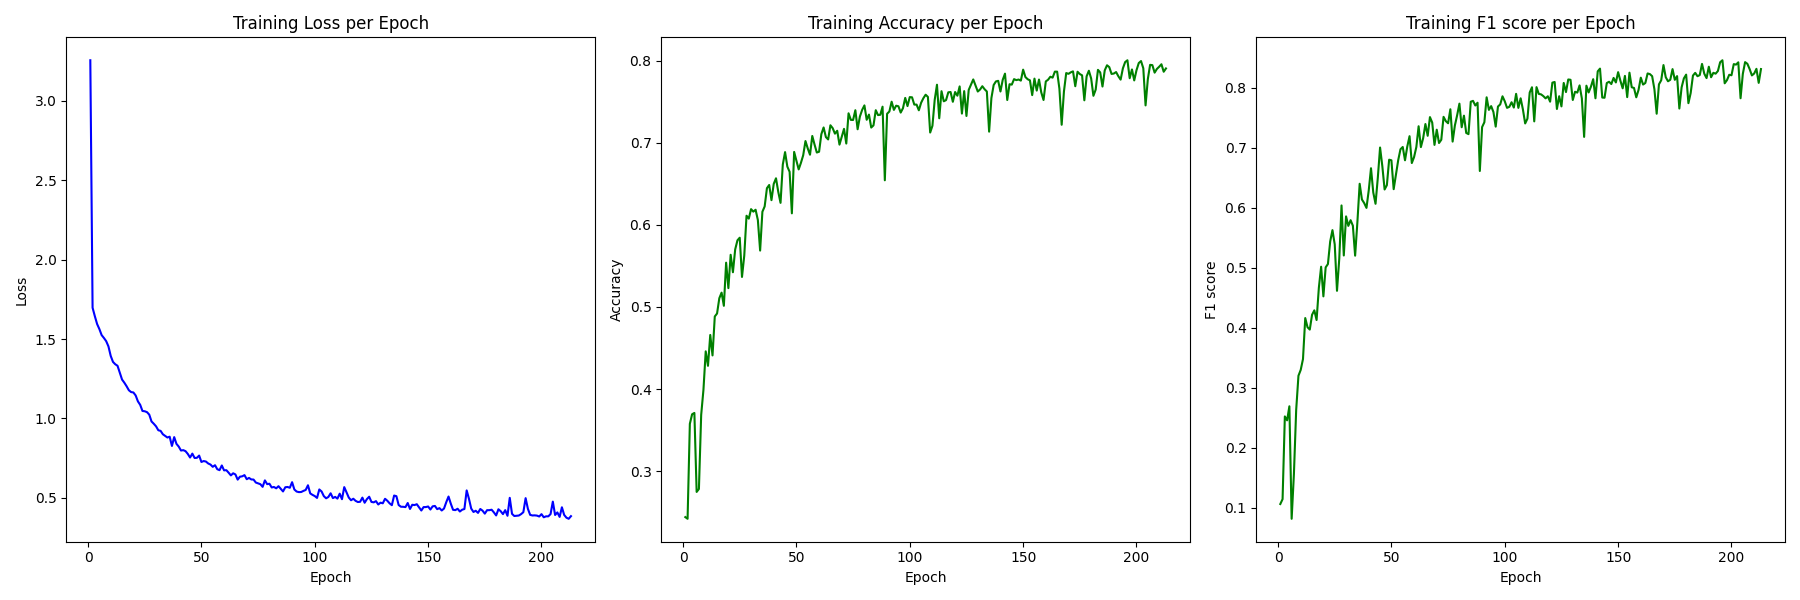 Training Loss per Epoch
Loss
3.0
2.5
2.0
1.5
1.0
0.5
0 50 100 150 200
Epoch
Training Accuracy per Epoch
Accuracy
0.8
0.7
0.6
0.5
0.4
0.3
0 50 100 150 200
Epoch
Training F1 score per Epoch
F1 score
0.8
0.7
0.6
0.5
0.4
0.3
0.2
0.1
0 50 100 150 200
Epoch